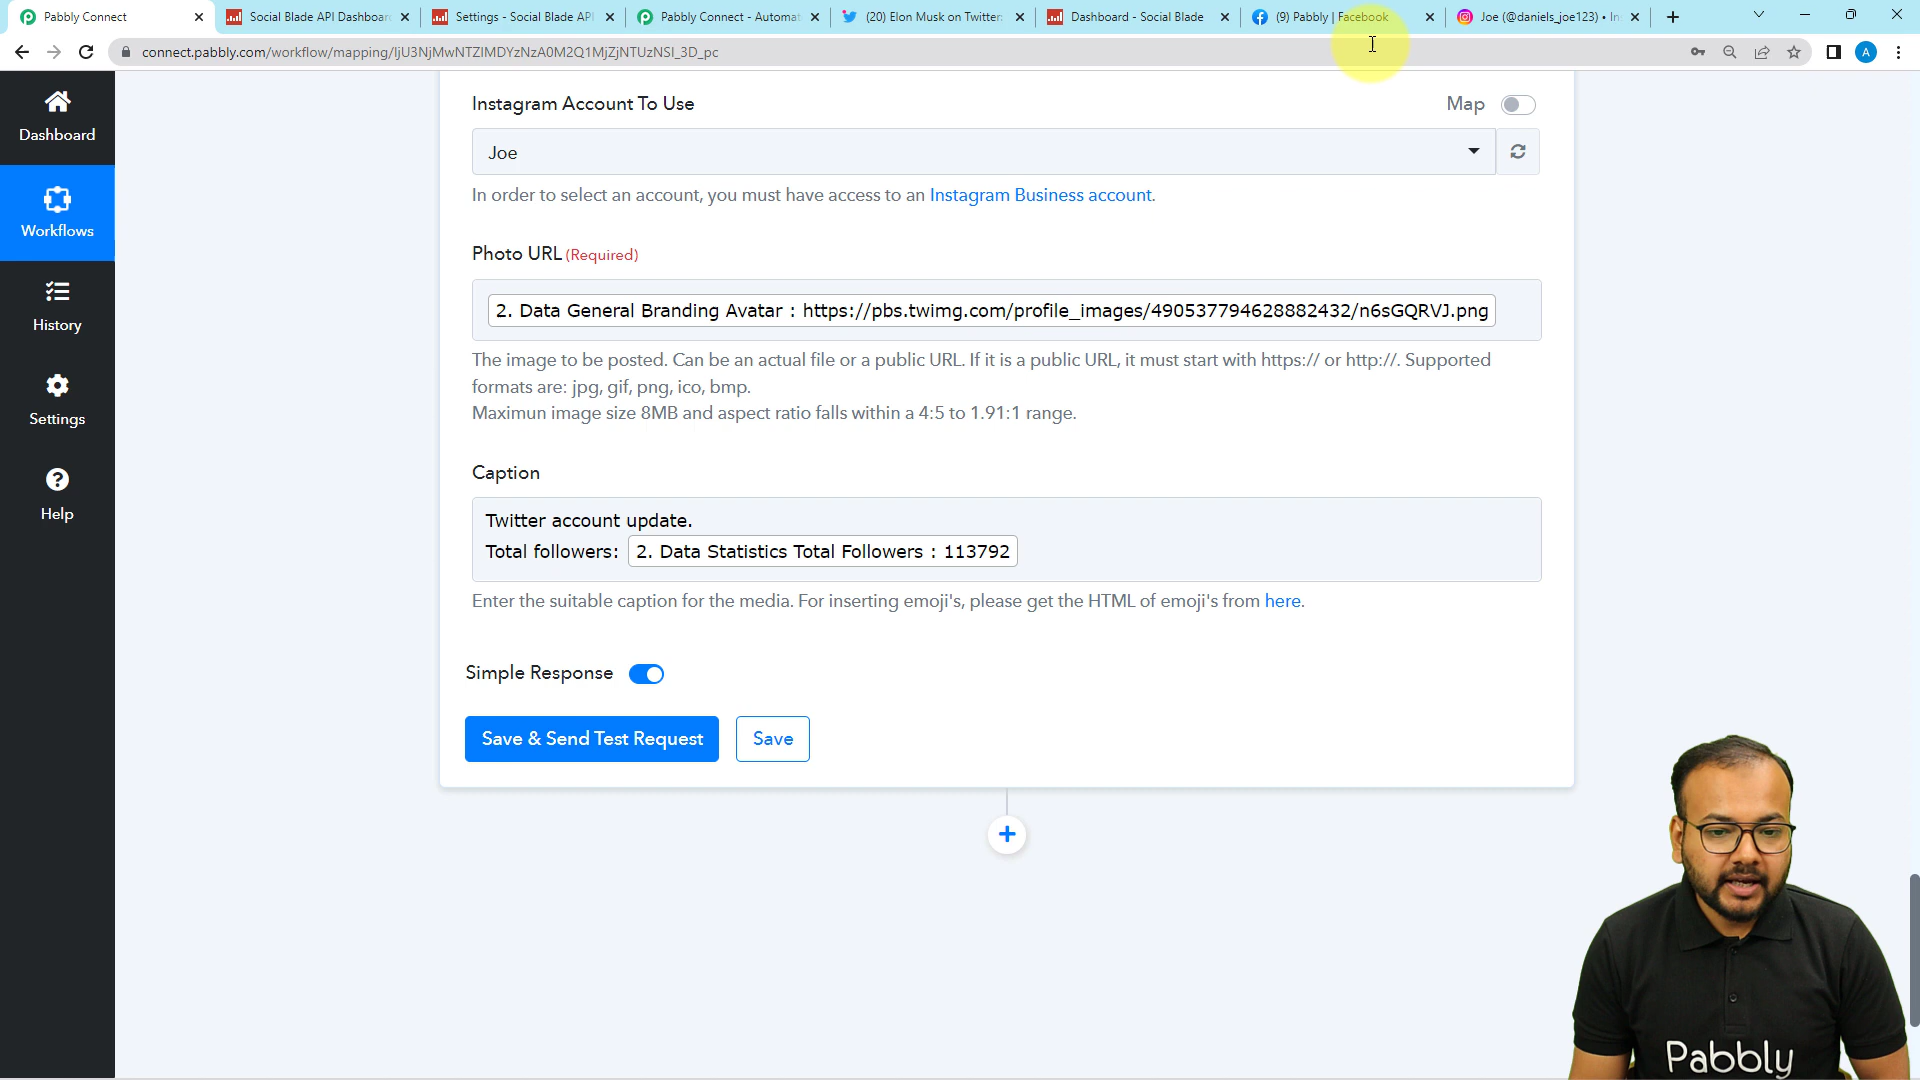 Pabbly Connect
Social Blade API Dashboar
Settings - Social Blade API
Pabbly Connect - Automat
(20) Elon Musk on Twitter:
Dashboard - Social Blade
(9) Pabbly | Facebook
Joe (@daniels_joe123) • In
connect.pabbly.com/workflow/mapping/IjU3NjMwNTZlMDYzNzA0M2Q1MjZjNTUzNSI_3D_pc
A
Dashboard
Workflows
History
Settings
Help
Instagram Account To Use
Map
Joe
In order to select an account, you must have access to an Instagram Business account.
Photo URL (Required)
2. Data General Branding Avatar : https://pbs.twimg.com/profile_images/490537794628882432/n6sGQRVJ.png
The image to be posted. Can be an actual file or a public URL. If it is a public URL, it must start with https:// or http://. Supported
formats are: jpg, gif, png, ico, bmp.
Maximun image size 8MB and aspect ratio falls within a 4:5 to 1.91:1 range.
Caption
Twitter account update.
Total followers: 2. Data Statistics Total Followers : 113792
Enter the suitable caption for the media. For inserting emoji's, please get the HTML of emoji's from here.
Simple Response
Save & Send Test Request
Save
Pabbly